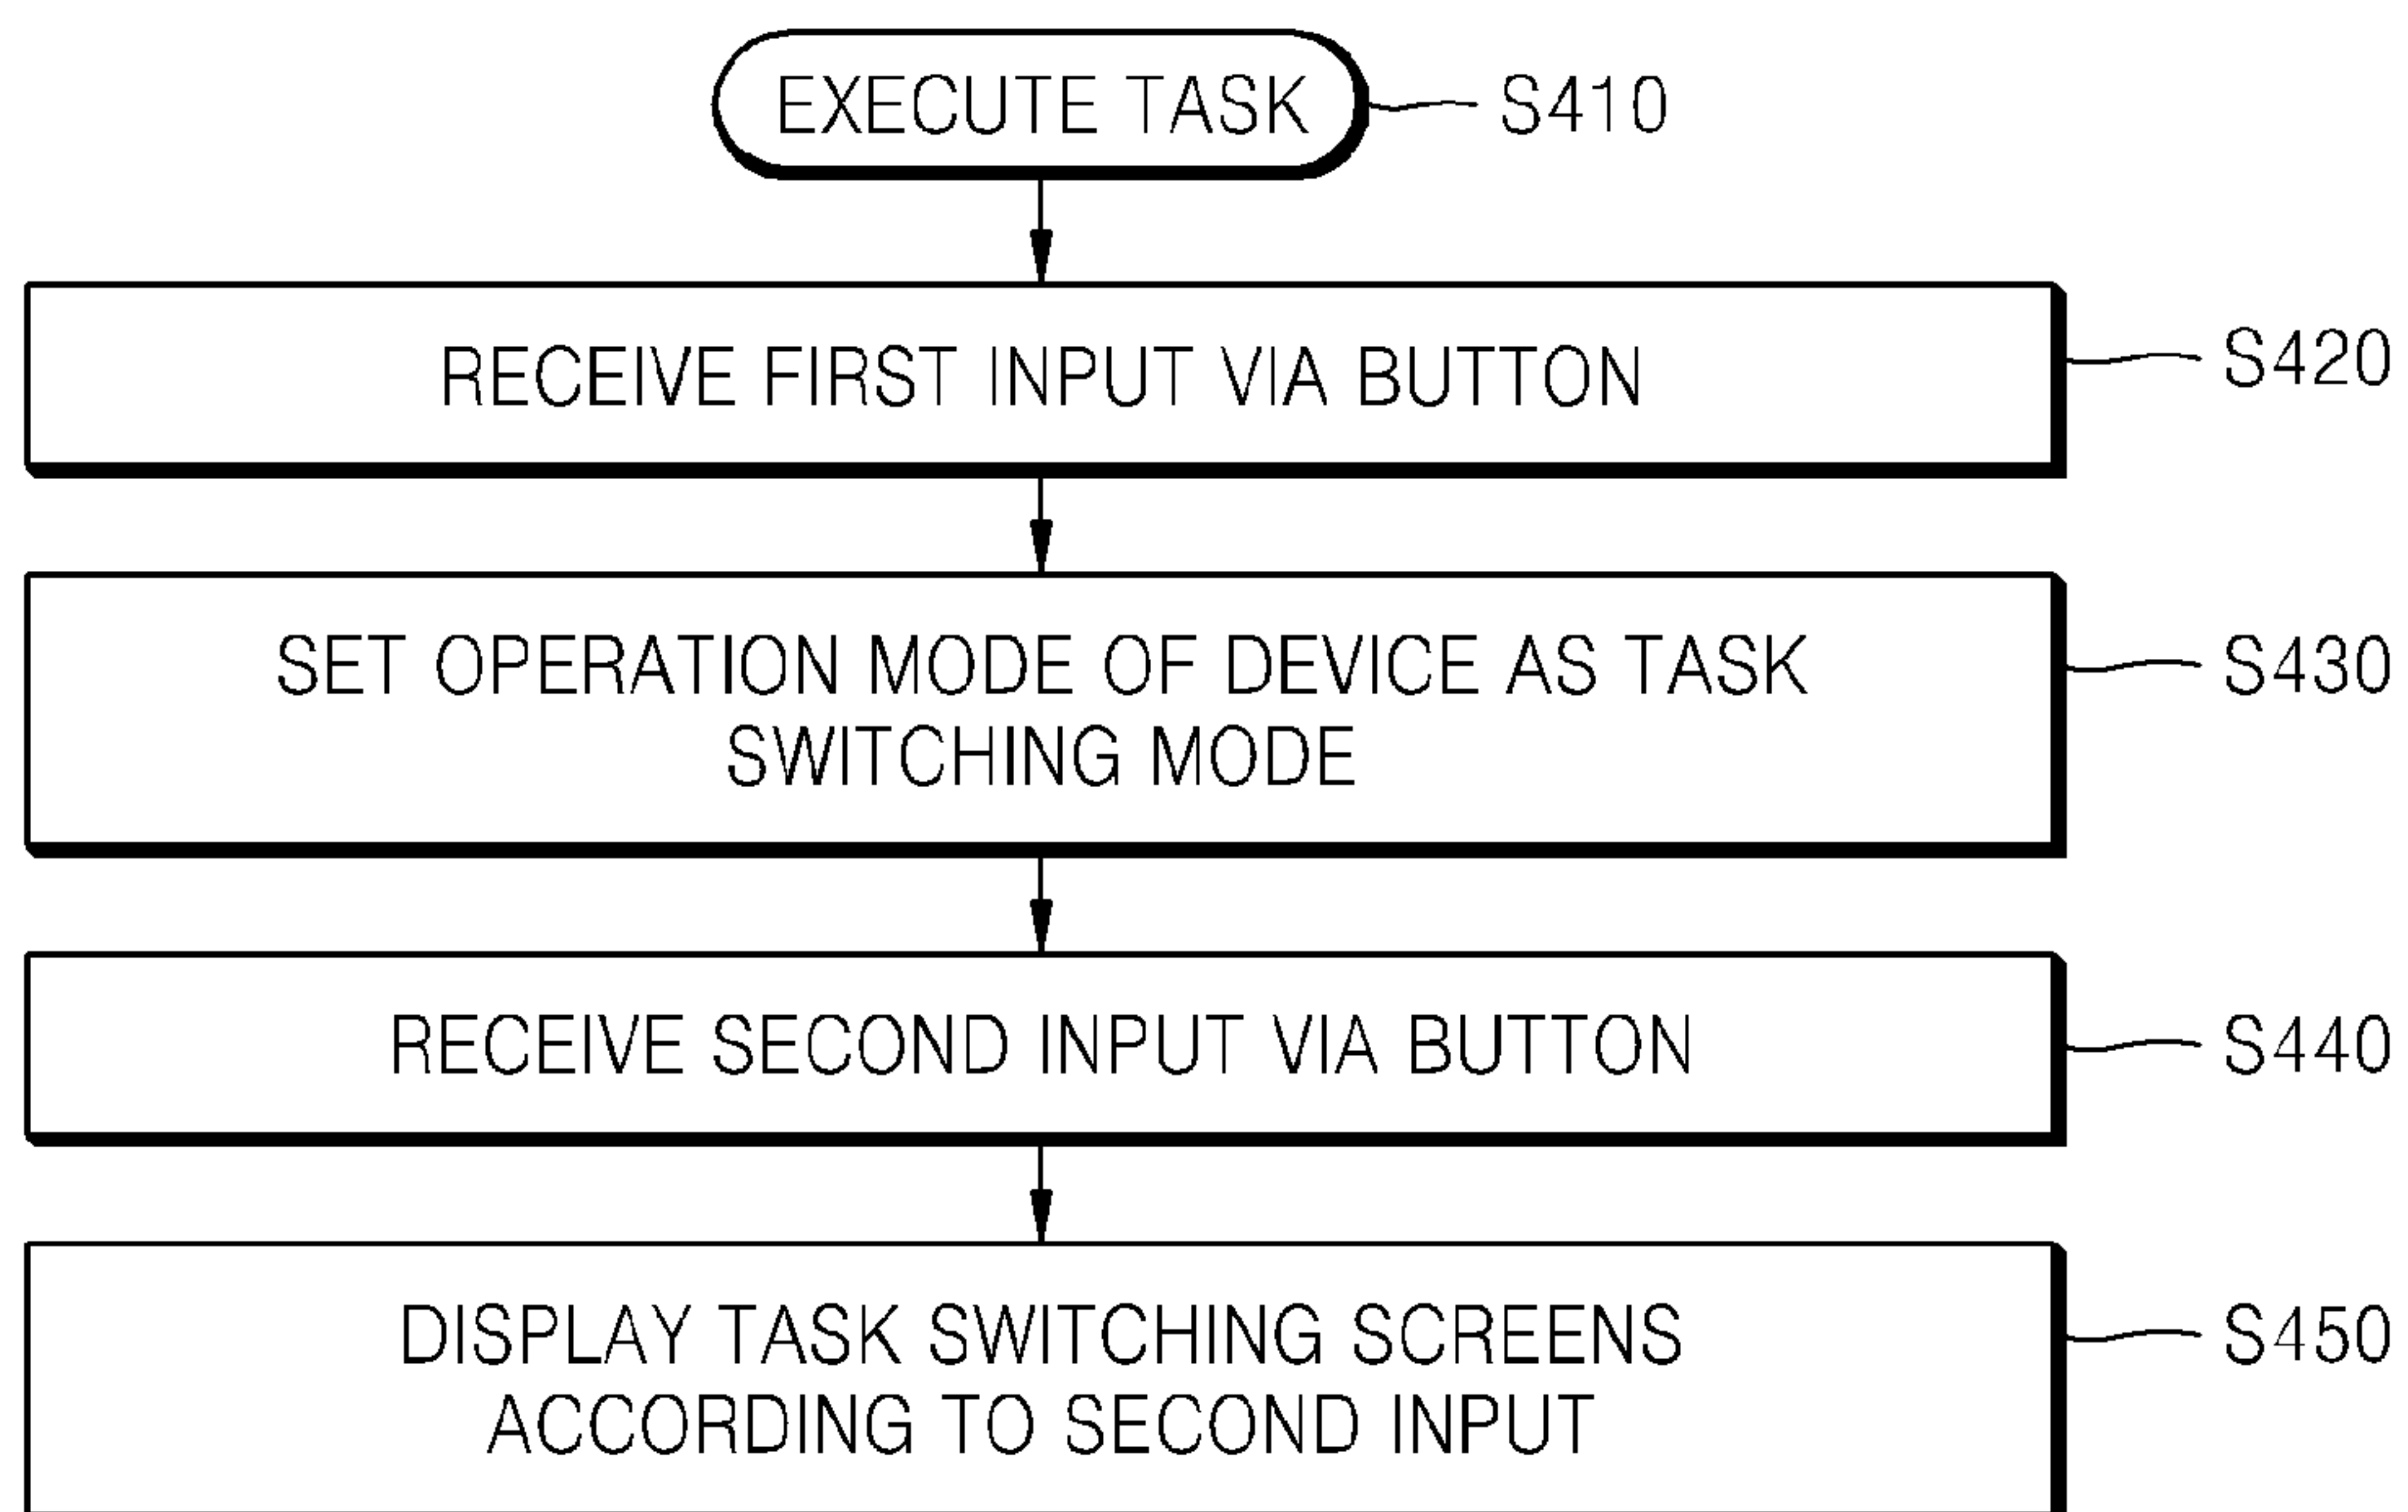 EXECUTE TASK
S410
RECEIVE FIRST INPUT VIA BUTTON
S420
SET OPERATION MODE OF DEVICE AS TASK
SWITCHING MODE
S430
RECEIVE SECOND INPUT VIA BUTTON
S440
DISPLAY TASK SWITCHING SCREENS
ACCORDING TO SECOND INPUT
S450